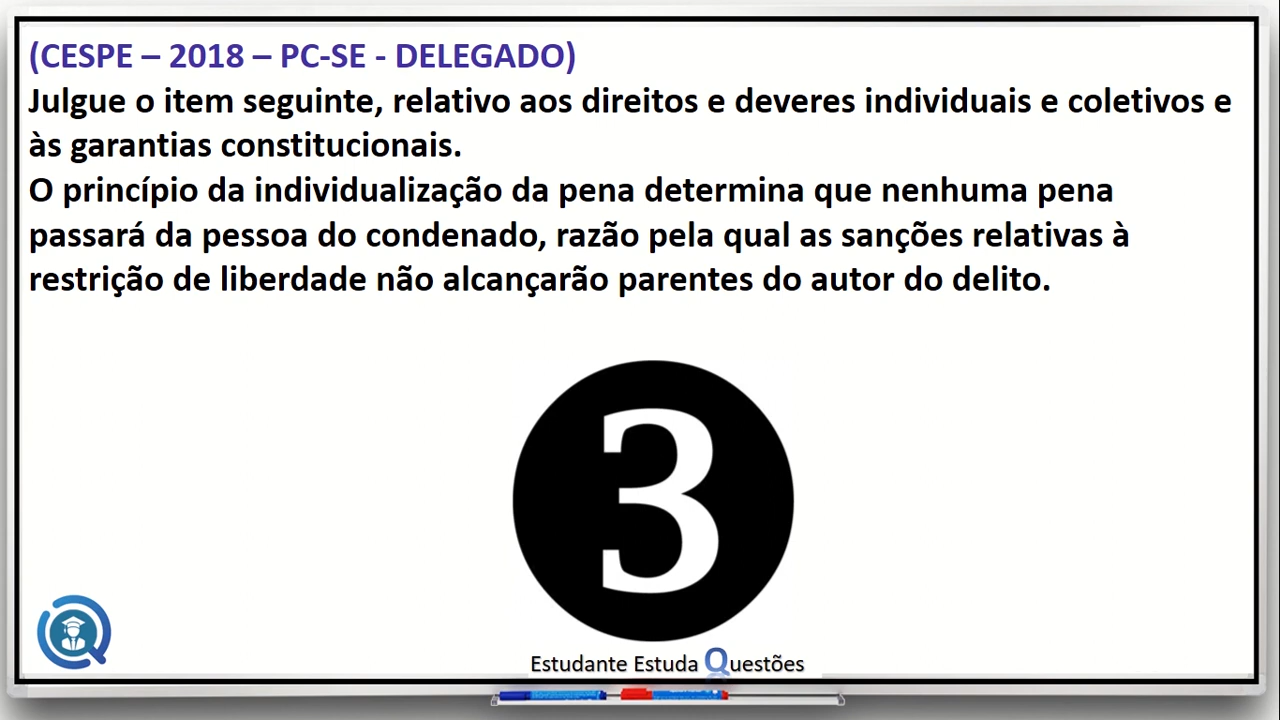 (CESPE – 2018 – PC-SE - DELEGADO)
Julgue o item seguinte, relativo aos direitos e deveres individuais e coletivos e
às garantias constitucionais.
O princípio da individualização da pena determina que nenhuma pena
passará da pessoa do condenado, razão pela qual as sanções relativas à
restrição de liberdade não alcançarão parentes do autor do delito.
3
Estudante Estuda Questões